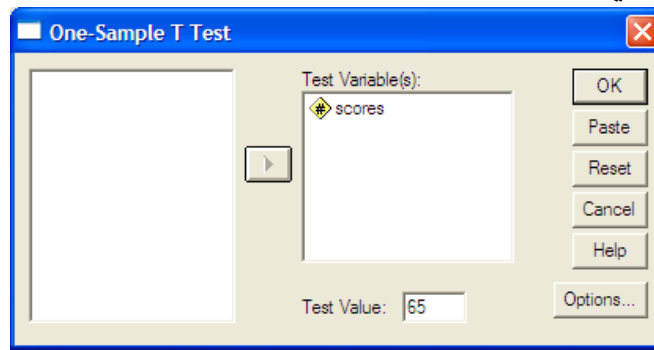 One-Sample T Test
Test Variable(s):
scores
OK
Paste
Reset
Cancel
Help
Test Value: 65
Options...